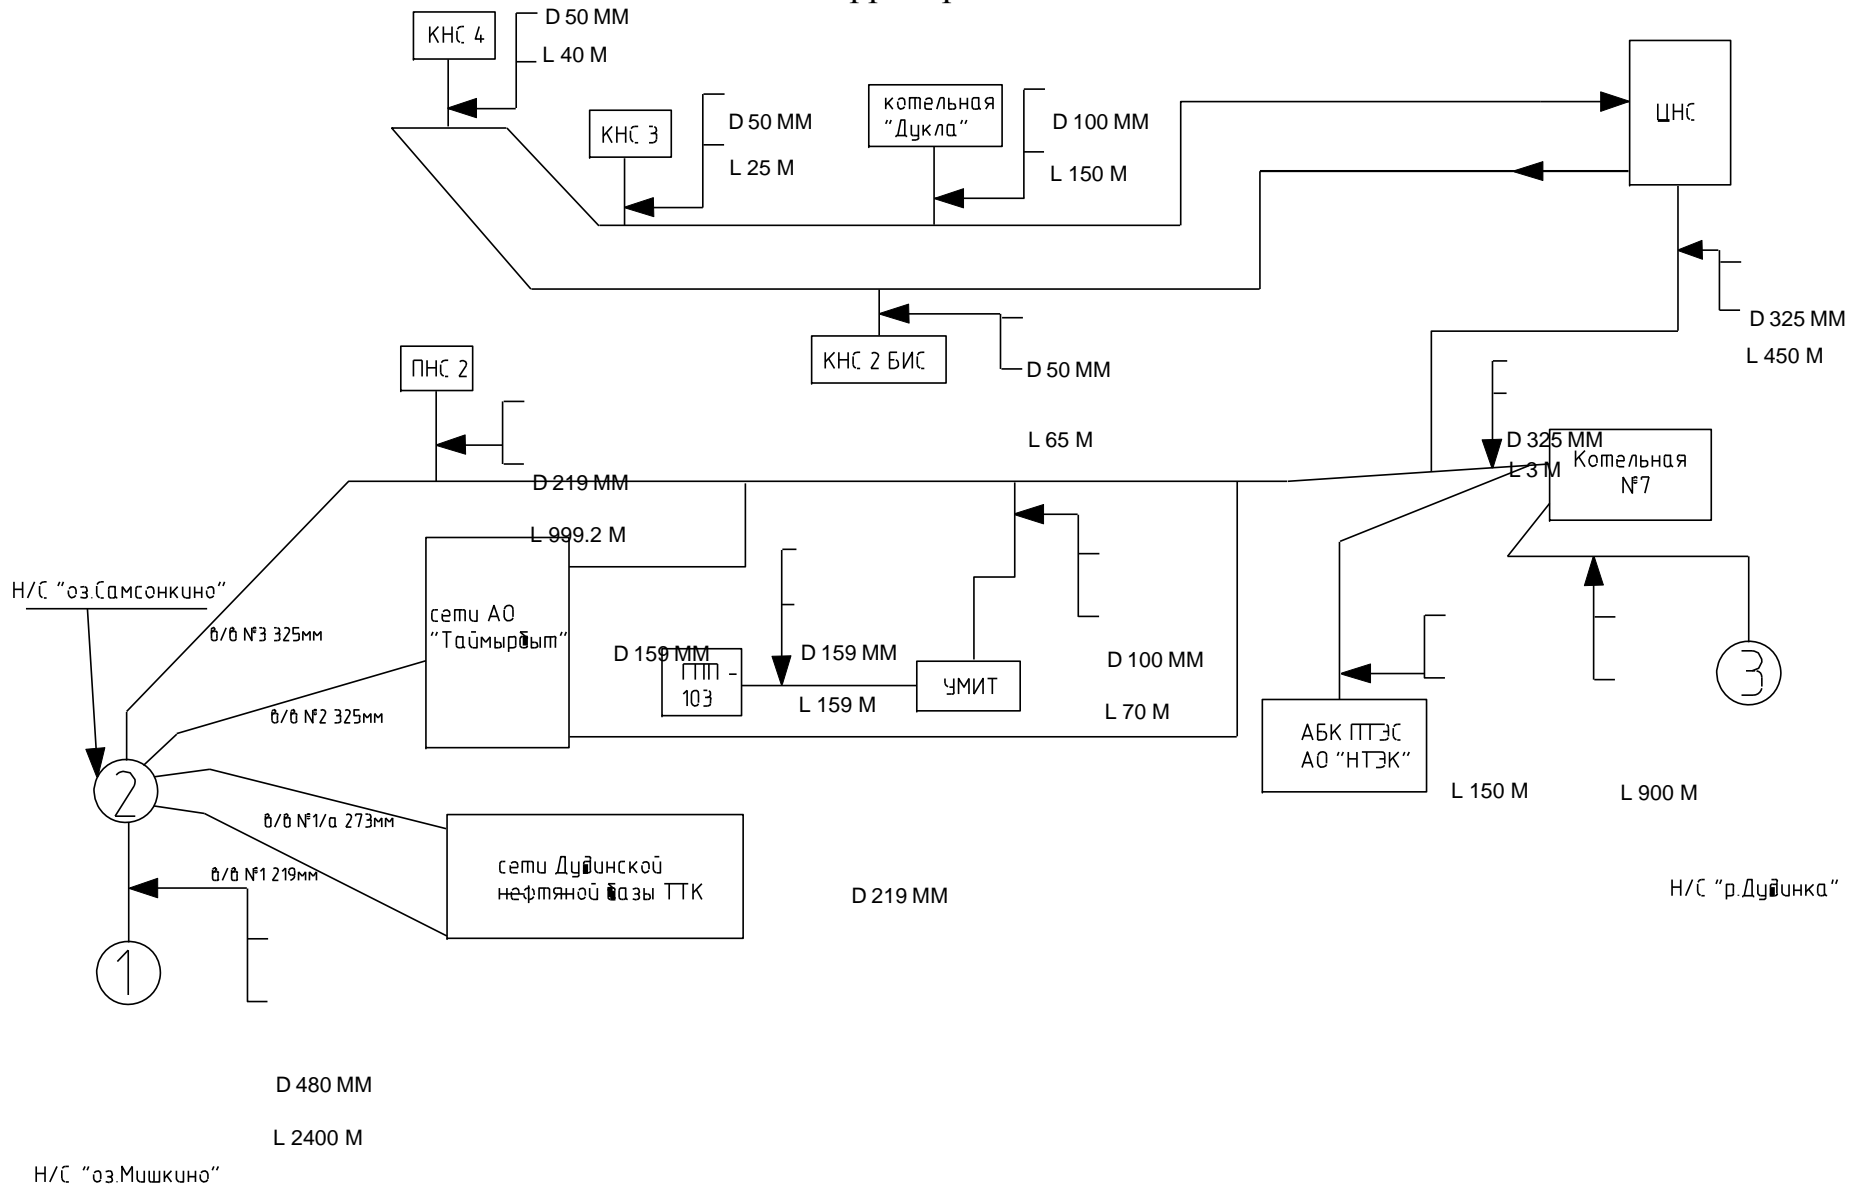 D 50 ММ
КНС 4
L 40 М
котельная
"Дукла"
D 50 ММ
D 100 ММ
КНС 3
ЦНС
L 25 М
L 150 М
D 325 ММ
L 450 М
ПНС 2
КНС 2 БИС
D 50 ММ
L 65 М
D 325 ММ
L 3 М
Котельная
№7
D 219 ММ
L 999.2 М
Н/С "оз.Самсонкино"
сети АО
"Таймырбыт"
в/в №3 325мм
D 159 ММ
D 159 ММ
D 100 ММ
ГПП -
103
УМИТ
3
L 159 М
L 70 М
в/в №2 325мм
АБК ПТЭС
АО "НТЭК"
2
L 150 М
L 900 М
в/в №1/а 273мм
в/в №1 219мм
сети Дудинской
нефтяной базы ТТК
D 219 ММ
Н/С "р.Дудинка"
1
D 480 ММ
L 2400 М
Н/С "оз.Мишкино"